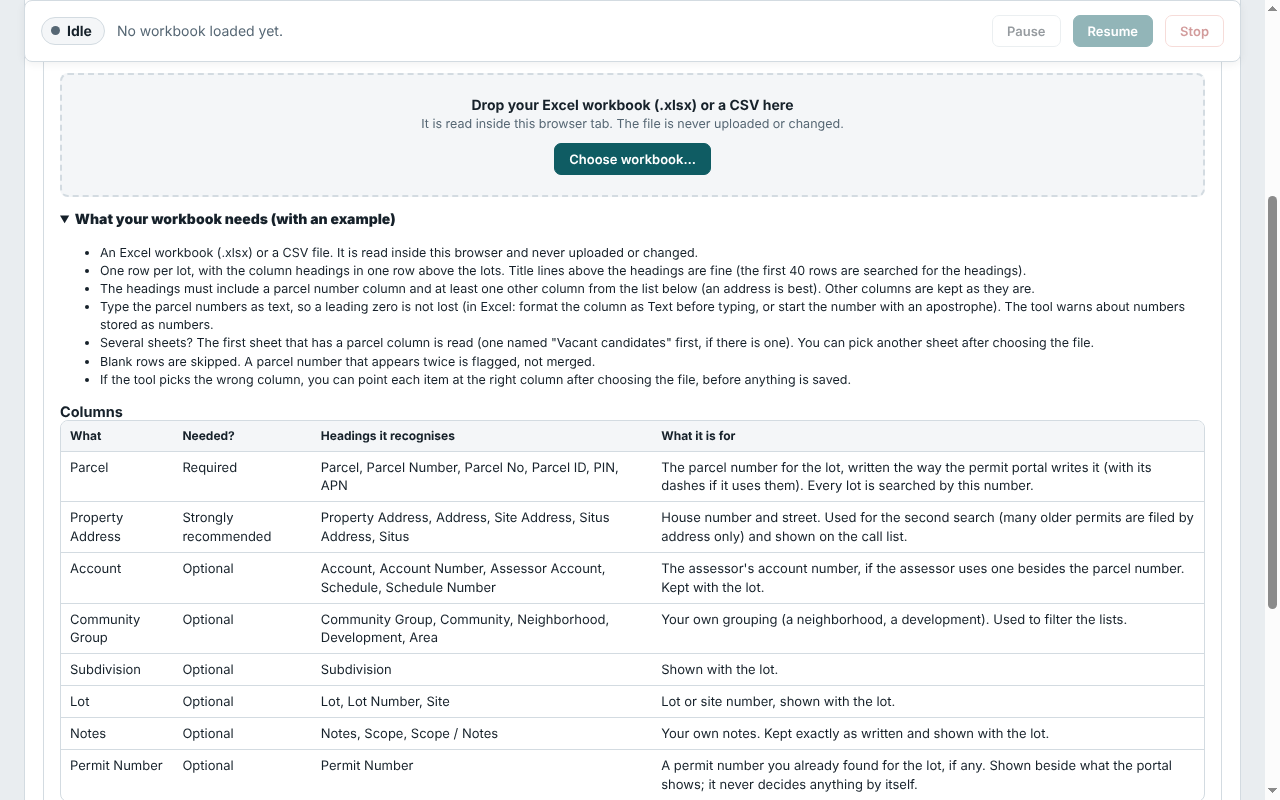 Idle
No workbook loaded yet.
Pause
Resume
Stop
Drop your Excel workbook (.xlsx) or a CSV here
It is read inside this browser tab. The file is never uploaded or changed.
Choose workbook...
What your workbook needs (with an example)
An Excel workbook (.xlsx) or a CSV file. It is read inside this browser and never uploaded or changed.
One row per lot, with the column headings in one row above the lots. Title lines above the headings are fine (the first 40 rows are searched for the headings).
The headings must include a parcel number column and at least one other column from the list below (an address is best). Other columns are kept as they are.
Type the parcel numbers as text, so a leading zero is not lost (in Excel: format the column as Text before typing, or start the number with an apostrophe). The tool warns about numbers
stored as numbers.
Several sheets? The first sheet that has a parcel column is read (one named "Vacant candidates" first, if there is one). You can pick another sheet after choosing the file.
Blank rows are skipped. A parcel number that appears twice is flagged, not merged.
If the tool picks the wrong column, you can point each item at the right column after choosing the file, before anything is saved.
Columns
What
Needed?
Headings it recognises
What it is for
Parcel
Required
Parcel, Parcel Number, Parcel No, Parcel ID, PIN,
APN
The parcel number for the lot, written the way the permit portal writes it (with its
dashes if it uses them). Every lot is searched by this number.
Property
Address
Strongly
recommended
Property Address, Address, Site Address, Situs
Address, Situs
House number and street. Used for the second search (many older permits are filed by
address only) and shown on the call list.
Account
Optional
Account, Account Number, Assessor Account,
Schedule, Schedule Number
The assessor's account number, if the assessor uses one besides the parcel number.
Kept with the lot.
Community
Group
Optional
Community Group, Community, Neighborhood,
Development, Area
Your own grouping (a neighborhood, a development). Used to filter the lists.
Subdivision
Optional
Subdivision
Shown with the lot.
Lot
Optional
Lot, Lot Number, Site
Lot or site number, shown with the lot.
Notes
Optional
Notes, Scope, Scope / Notes
Your own notes. Kept exactly as written and shown with the lot.
Permit Number
Optional
Permit Number
A permit number you already found for the lot, if any. Shown beside what the portal
shows; it never decides anything by itself.